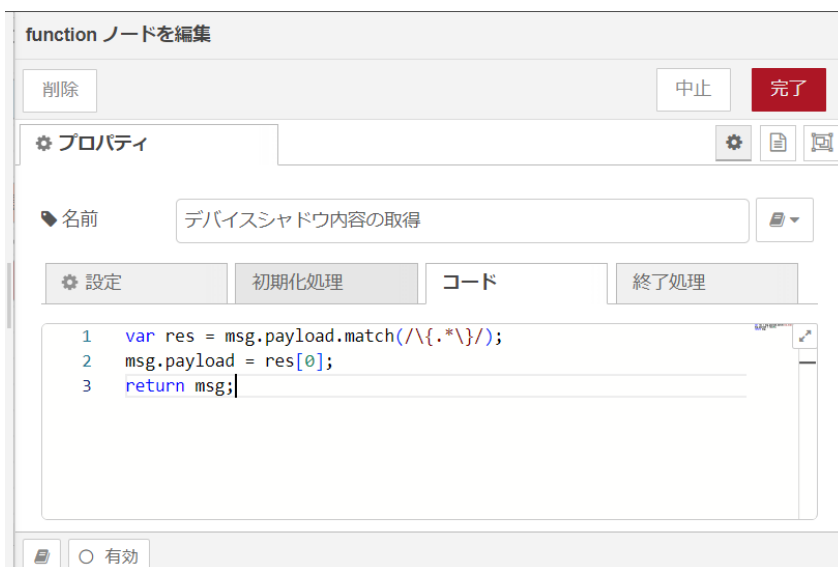 function ノードを編集
削除
中止
完了
プロパティ
名前
デバイスシャドウ内容の取得
設定
初期化処理
コード
終了処理
1 var res = msg.payload.match(/\{.*\}/);
2 msg.payload = res[0];
3 return msg;
有効